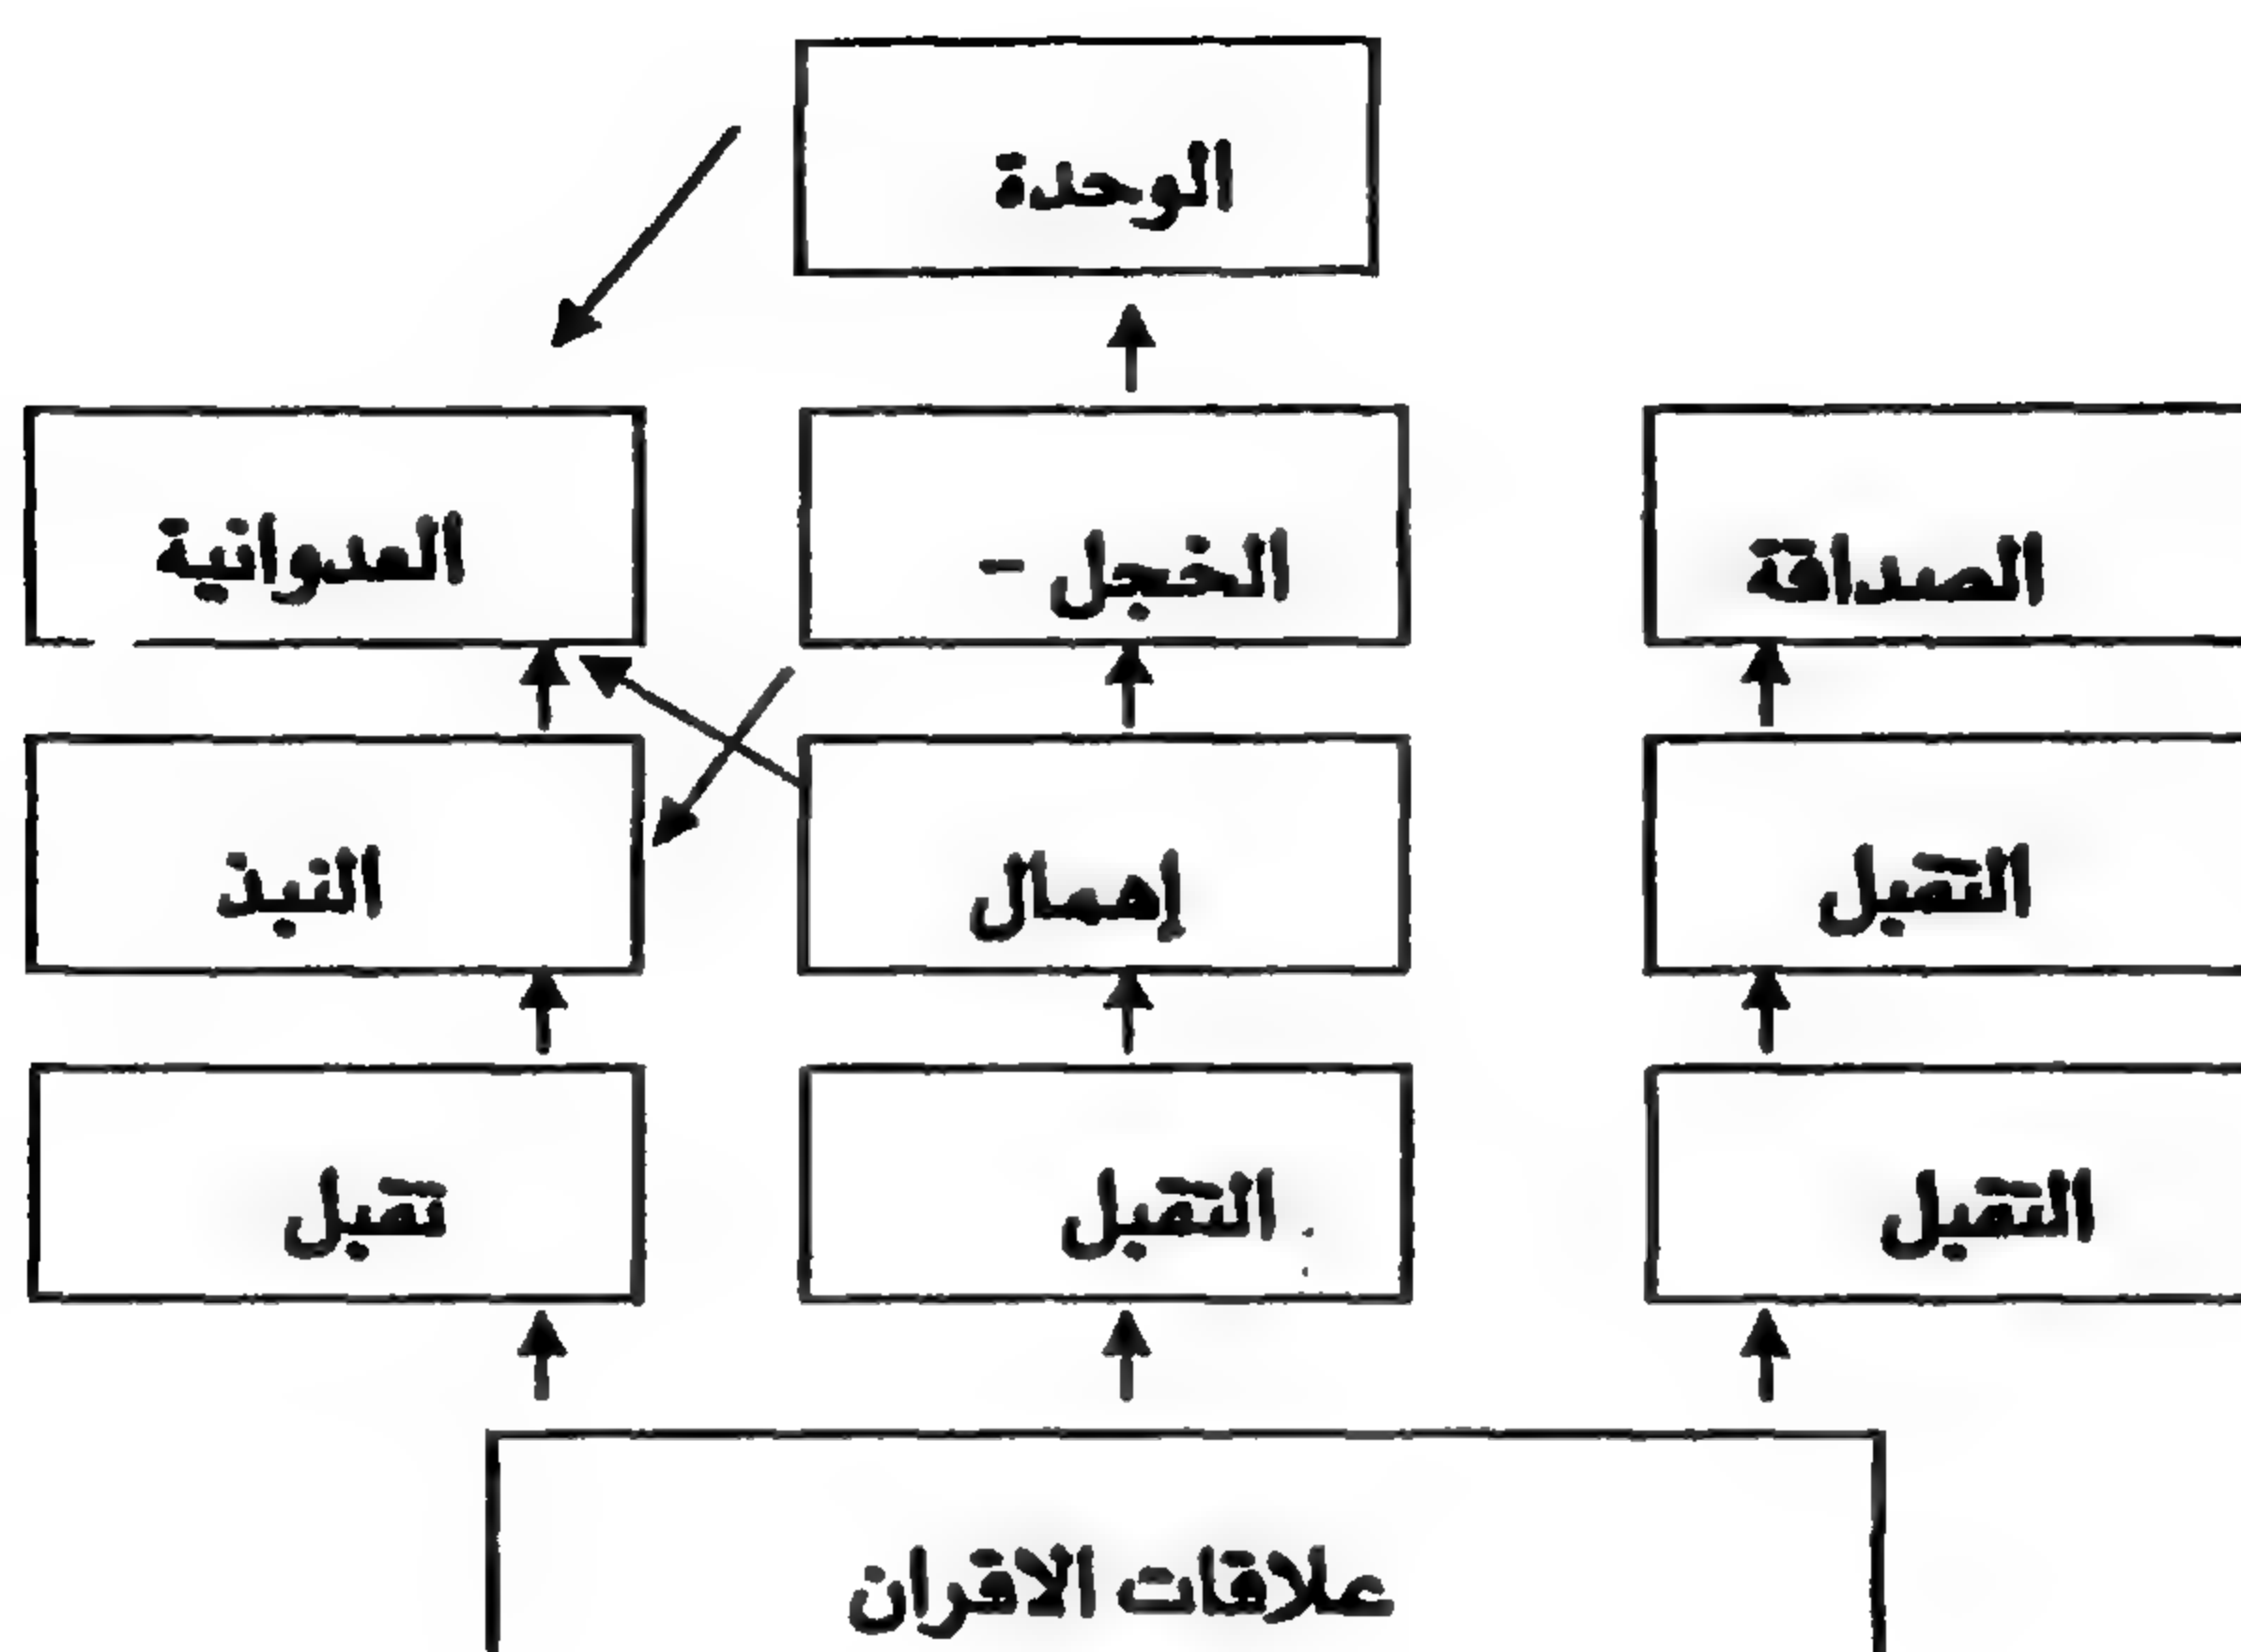 الوحدة
الصداقة
الخجل -
العدوانية
التقبل
إهمال
النبذ
التقبل
التقبل
تقبل
علاقات الاقران